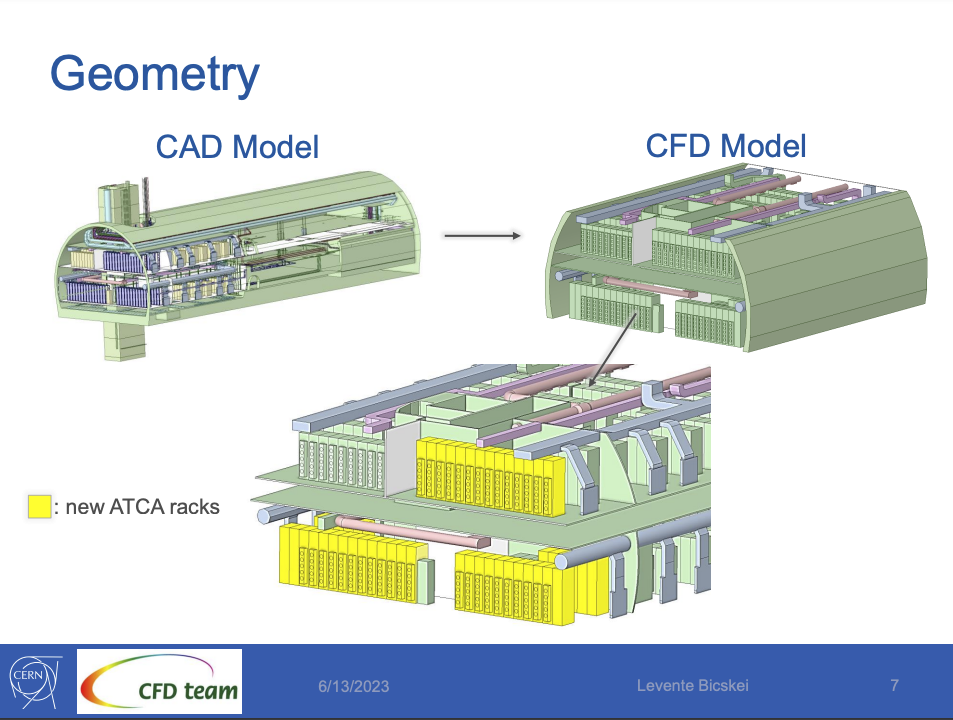 Geometry
CAD Model
CFD Model
: new ATCA racks
CERN
CFD team
6/13/2023
Levente Bicskei
7